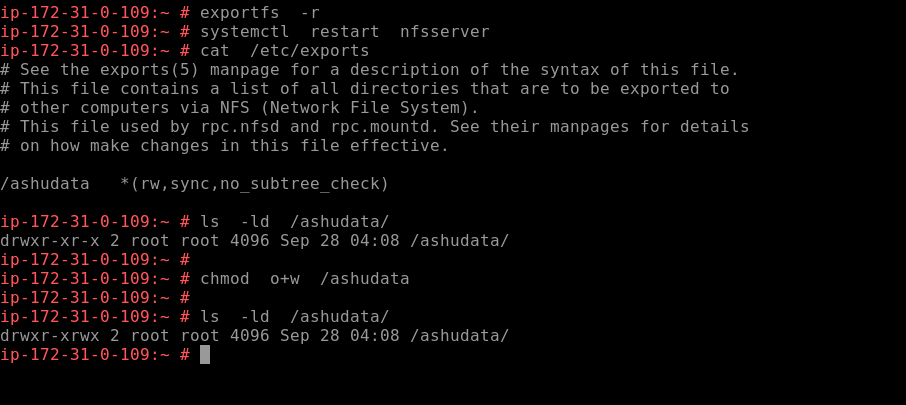 ip-172-31-0-109:~ # exportfs  -r
ip-172-31-0-109:~ # systemctl  restart  nfsserver
ip-172-31-0-109:~ # cat  /etc/exports
# See the exports(5) manpage for a description of the syntax of this file.
# This file contains a list of all directories that are to be exported to
# other computers via NFS (Network File System).
# This file used by rpc.nfsd and rpc.mountd. See their manpages for details
# on how make changes in this file effective.

/ashudata   *(rw,sync,no_subtree_check)

ip-172-31-0-109:~ # ls  -ld  /ashudata/
drwxr-xr-x 2 root root 4096 Sep 28 04:08 /ashudata/
ip-172-31-0-109:~ #
ip-172-31-0-109:~ # chmod  o+w  /ashudata
ip-172-31-0-109:~ #
ip-172-31-0-109:~ # ls  -ld  /ashudata/
drwxr-xrwx 2 root root 4096 Sep 28 04:08 /ashudata/
ip-172-31-0-109:~ #